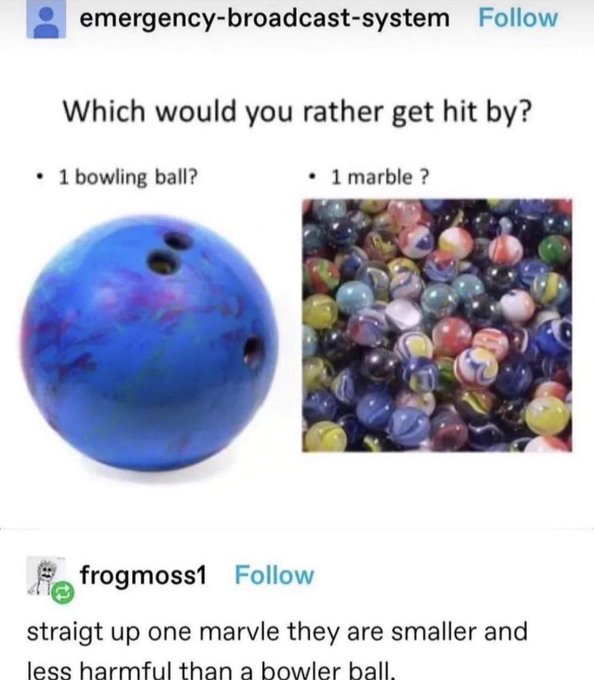 emergency-broadcast-system Follow
Which would you rather get hit by?
• 1 bowling ball?
• 1 marble ?
frogmoss1 Follow
straigt up one marvle they are smaller and
less harmful than a bowler ball.